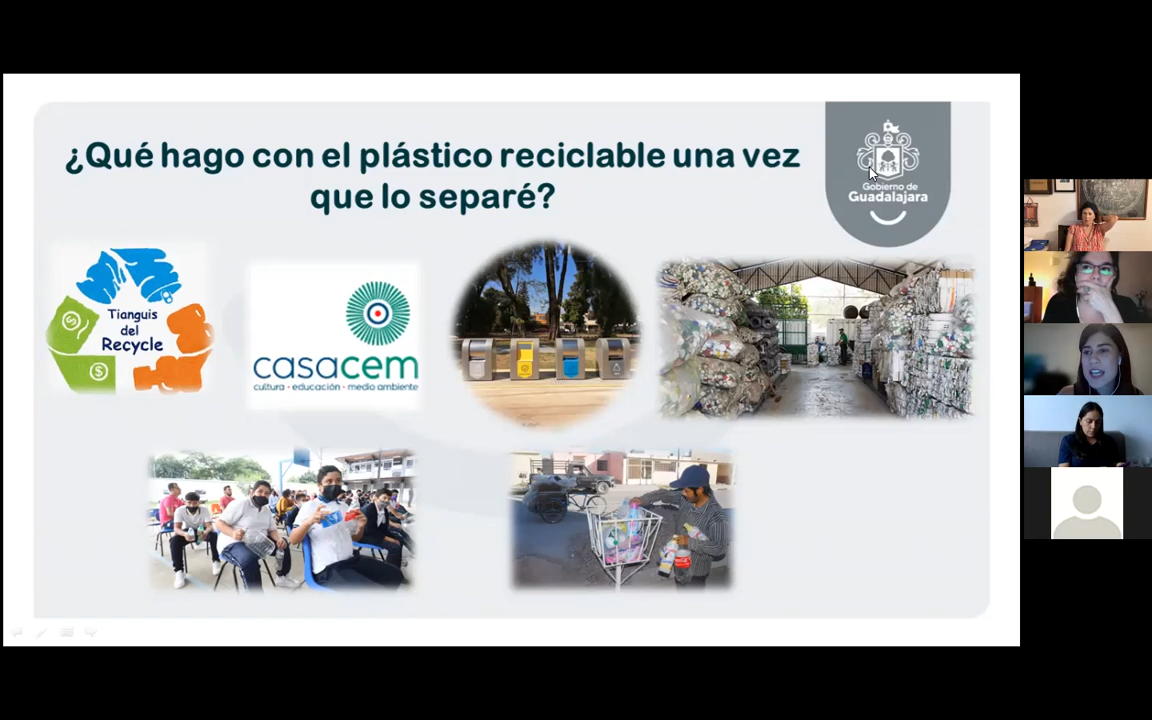 ¿Qué hago con el plástico reciclable una vez
que lo separé?
Gobierno de
Guadalajara
Tianguis
del
Recycle
casacem
cultura • educación • medio ambiente